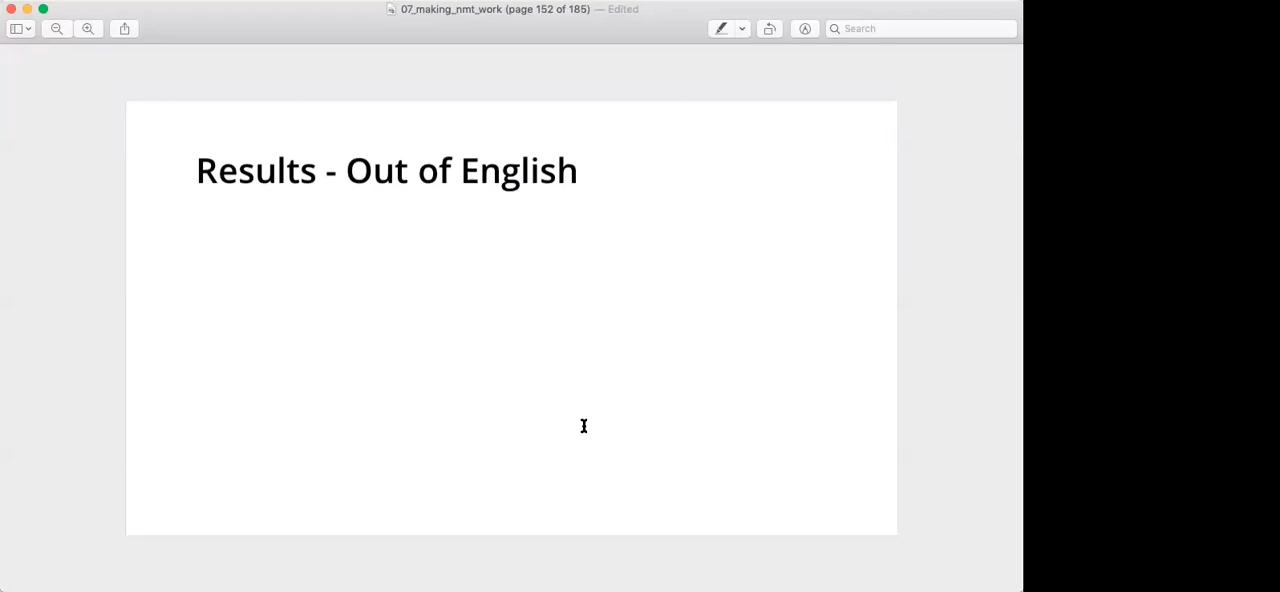 07_making_nmt_work (page 152 of 185) — Edited
Search
Results - Out of English